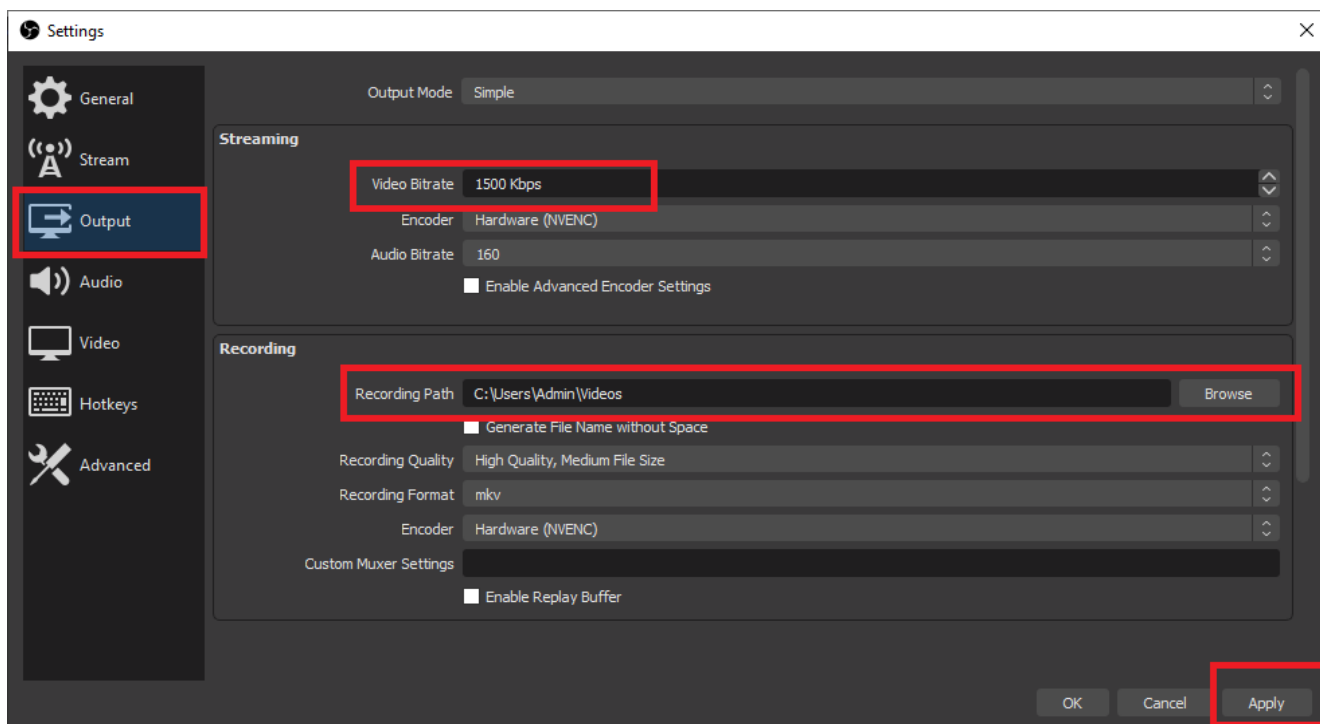 Settings
General
Stream
Output
Audio
Video
Hotkeys
Advanced
Output Mode Simple
Streaming
Video Bitrate 1500 Kbps
Encoder Hardware (NVENC)
Audio Bitrate 160
Enable Advanced Encoder Settings
Recording
Recording Path C:\Users\Admin\Videos Browse
Generate File Name without Space
Recording Quality High Quality, Medium File Size
Recording Format mkv
Encoder Hardware (NVENC)
Custom Muxer Settings
Enable Replay Buffer
OK Cancel Apply